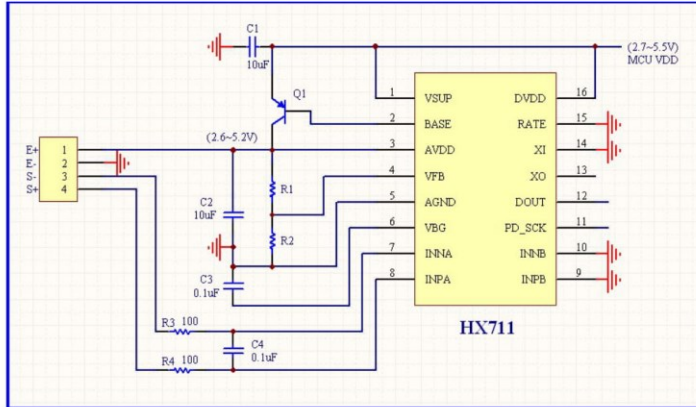 C1
10uF
(2.7~5.5V)
MCU VDD
Q1
1 VSUP DVDD 16
2 BASE RATE 15
(2.6~5.2V)
3 AVDD XI 14
4 VFB XO 13
5 AGND DOUT 12
6 VBG PD_SCK 11
7 INNA INNB 10
8 INPA INPB 9
E+ 1
E- 2
S- 3
S+ 4
R1
C2
10uF
R2
C3
0.1uF
R3 100
C4
0.1uF
R4 100
HX711